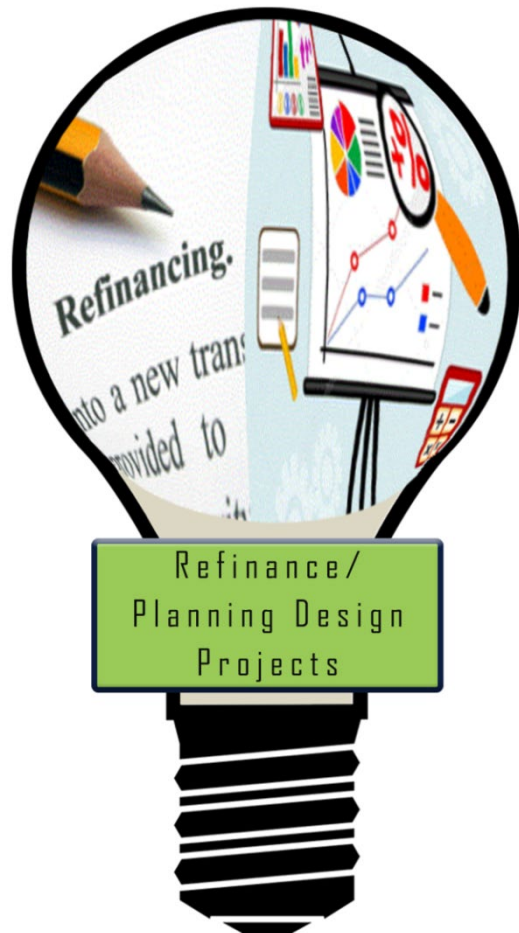 Refinancing.
nto a new trans
rovided to
%
+ -
Refinance/
Planning Design
Projects